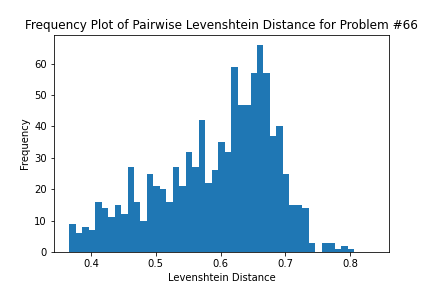 Frequency Plot of Pairwise Levenshtein Distance for Problem #66
60
50
40
30
20
10
0
Frequency
0.4 0.5 0.6 0.7 0.8
Levenshtein Distance